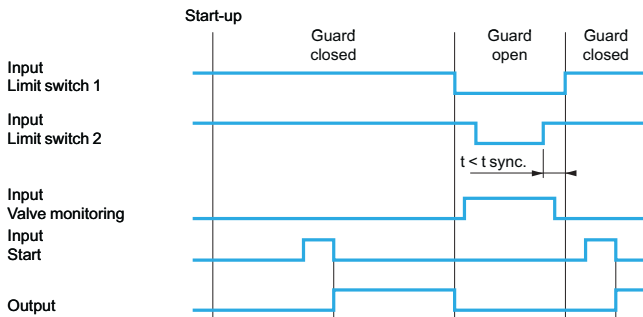 Start-up
Guard
closed
Guard
open
Guard
closed
Input
Limit switch 1
Input
Limit switch 2
t < t sync.
Input
Valve monitoring
Input
Start
Output